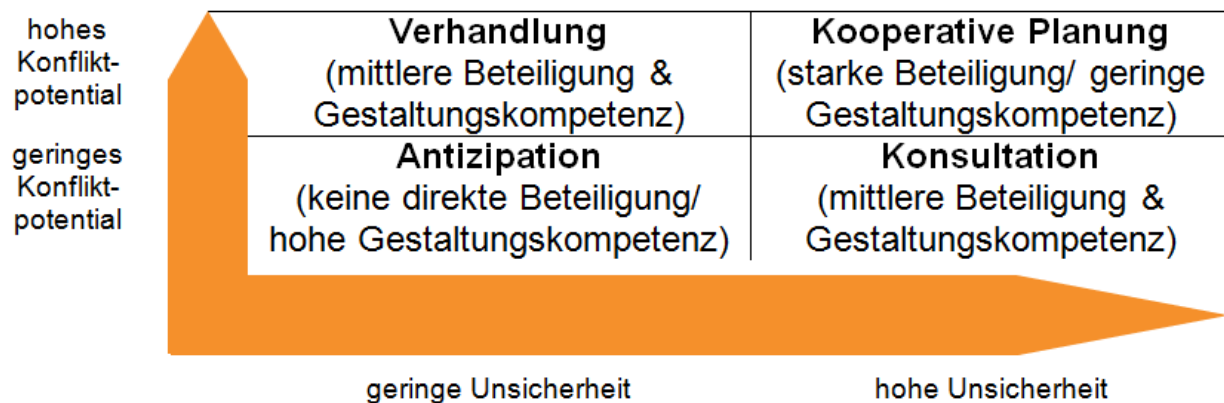 hohes
Konflikt-
potential
Verhandlung
(mittlere Beteiligung &
Gestaltungskompetenz)
Kooperative Planung
(starke Beteiligung/ geringe
Gestaltungskompetenz)
geringes
Konflikt-
potential
Antizipation
(keine direkte Beteiligung/
hohe Gestaltungskompetenz)
Konsultation
(mittlere Beteiligung &
Gestaltungskompetenz)
geringe Unsicherheit
hohe Unsicherheit